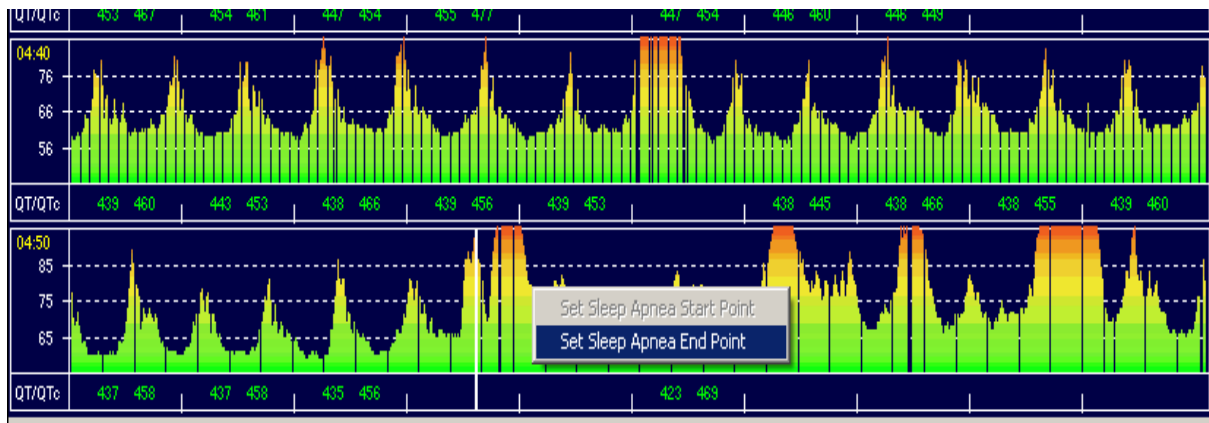 QT/QTc 453 467 454 461 447 454 455 477 447 454 446 460 446 449
04:40
76
66
56
QT/QTc 439 460 443 453 438 466 439 456 439 453 438 445 438 466 438 455 439 460
04:50
85
75
Set Sleep Apnea Start Point
65
Set Sleep Apnea End Point
QT/QTc 437 458 437 458 435 456 423 469